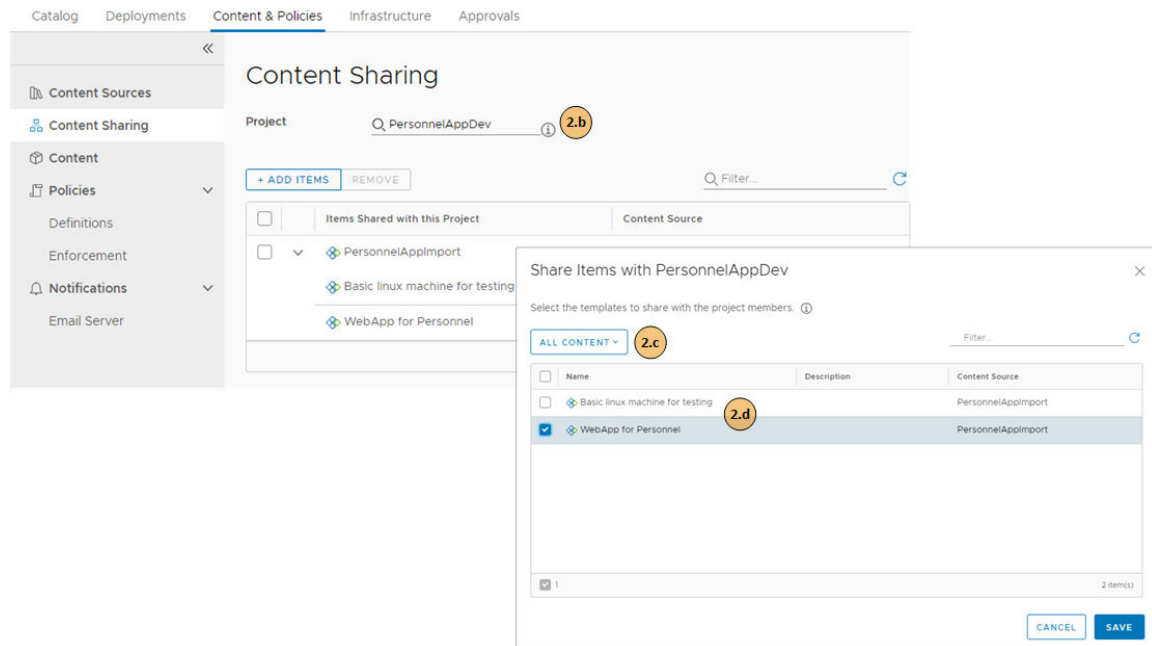 Catalog Deployments Content & Policies Infrastructure Approvals
Content Sources
Content Sharing
Content
Policies
Definitions
Enforcement
Notifications
Email Server
Content Sharing
Project PersonnelAppDev 2.b
+ ADD ITEMS REMOVE Filter...
Items Shared with this Project Content Source
PersonnelAppImport
Basic linux machine for testing
WebApp for Personnel
Share Items with PersonnelAppDev
Select the templates to share with the project members.
ALL CONTENT 2.c Filter...
Name Description Content Source
Basic linux machine for testing PersonnelAppImport
2.d
WebApp for Personnel PersonnelAppImport
1 2 item(s)
CANCEL SAVE